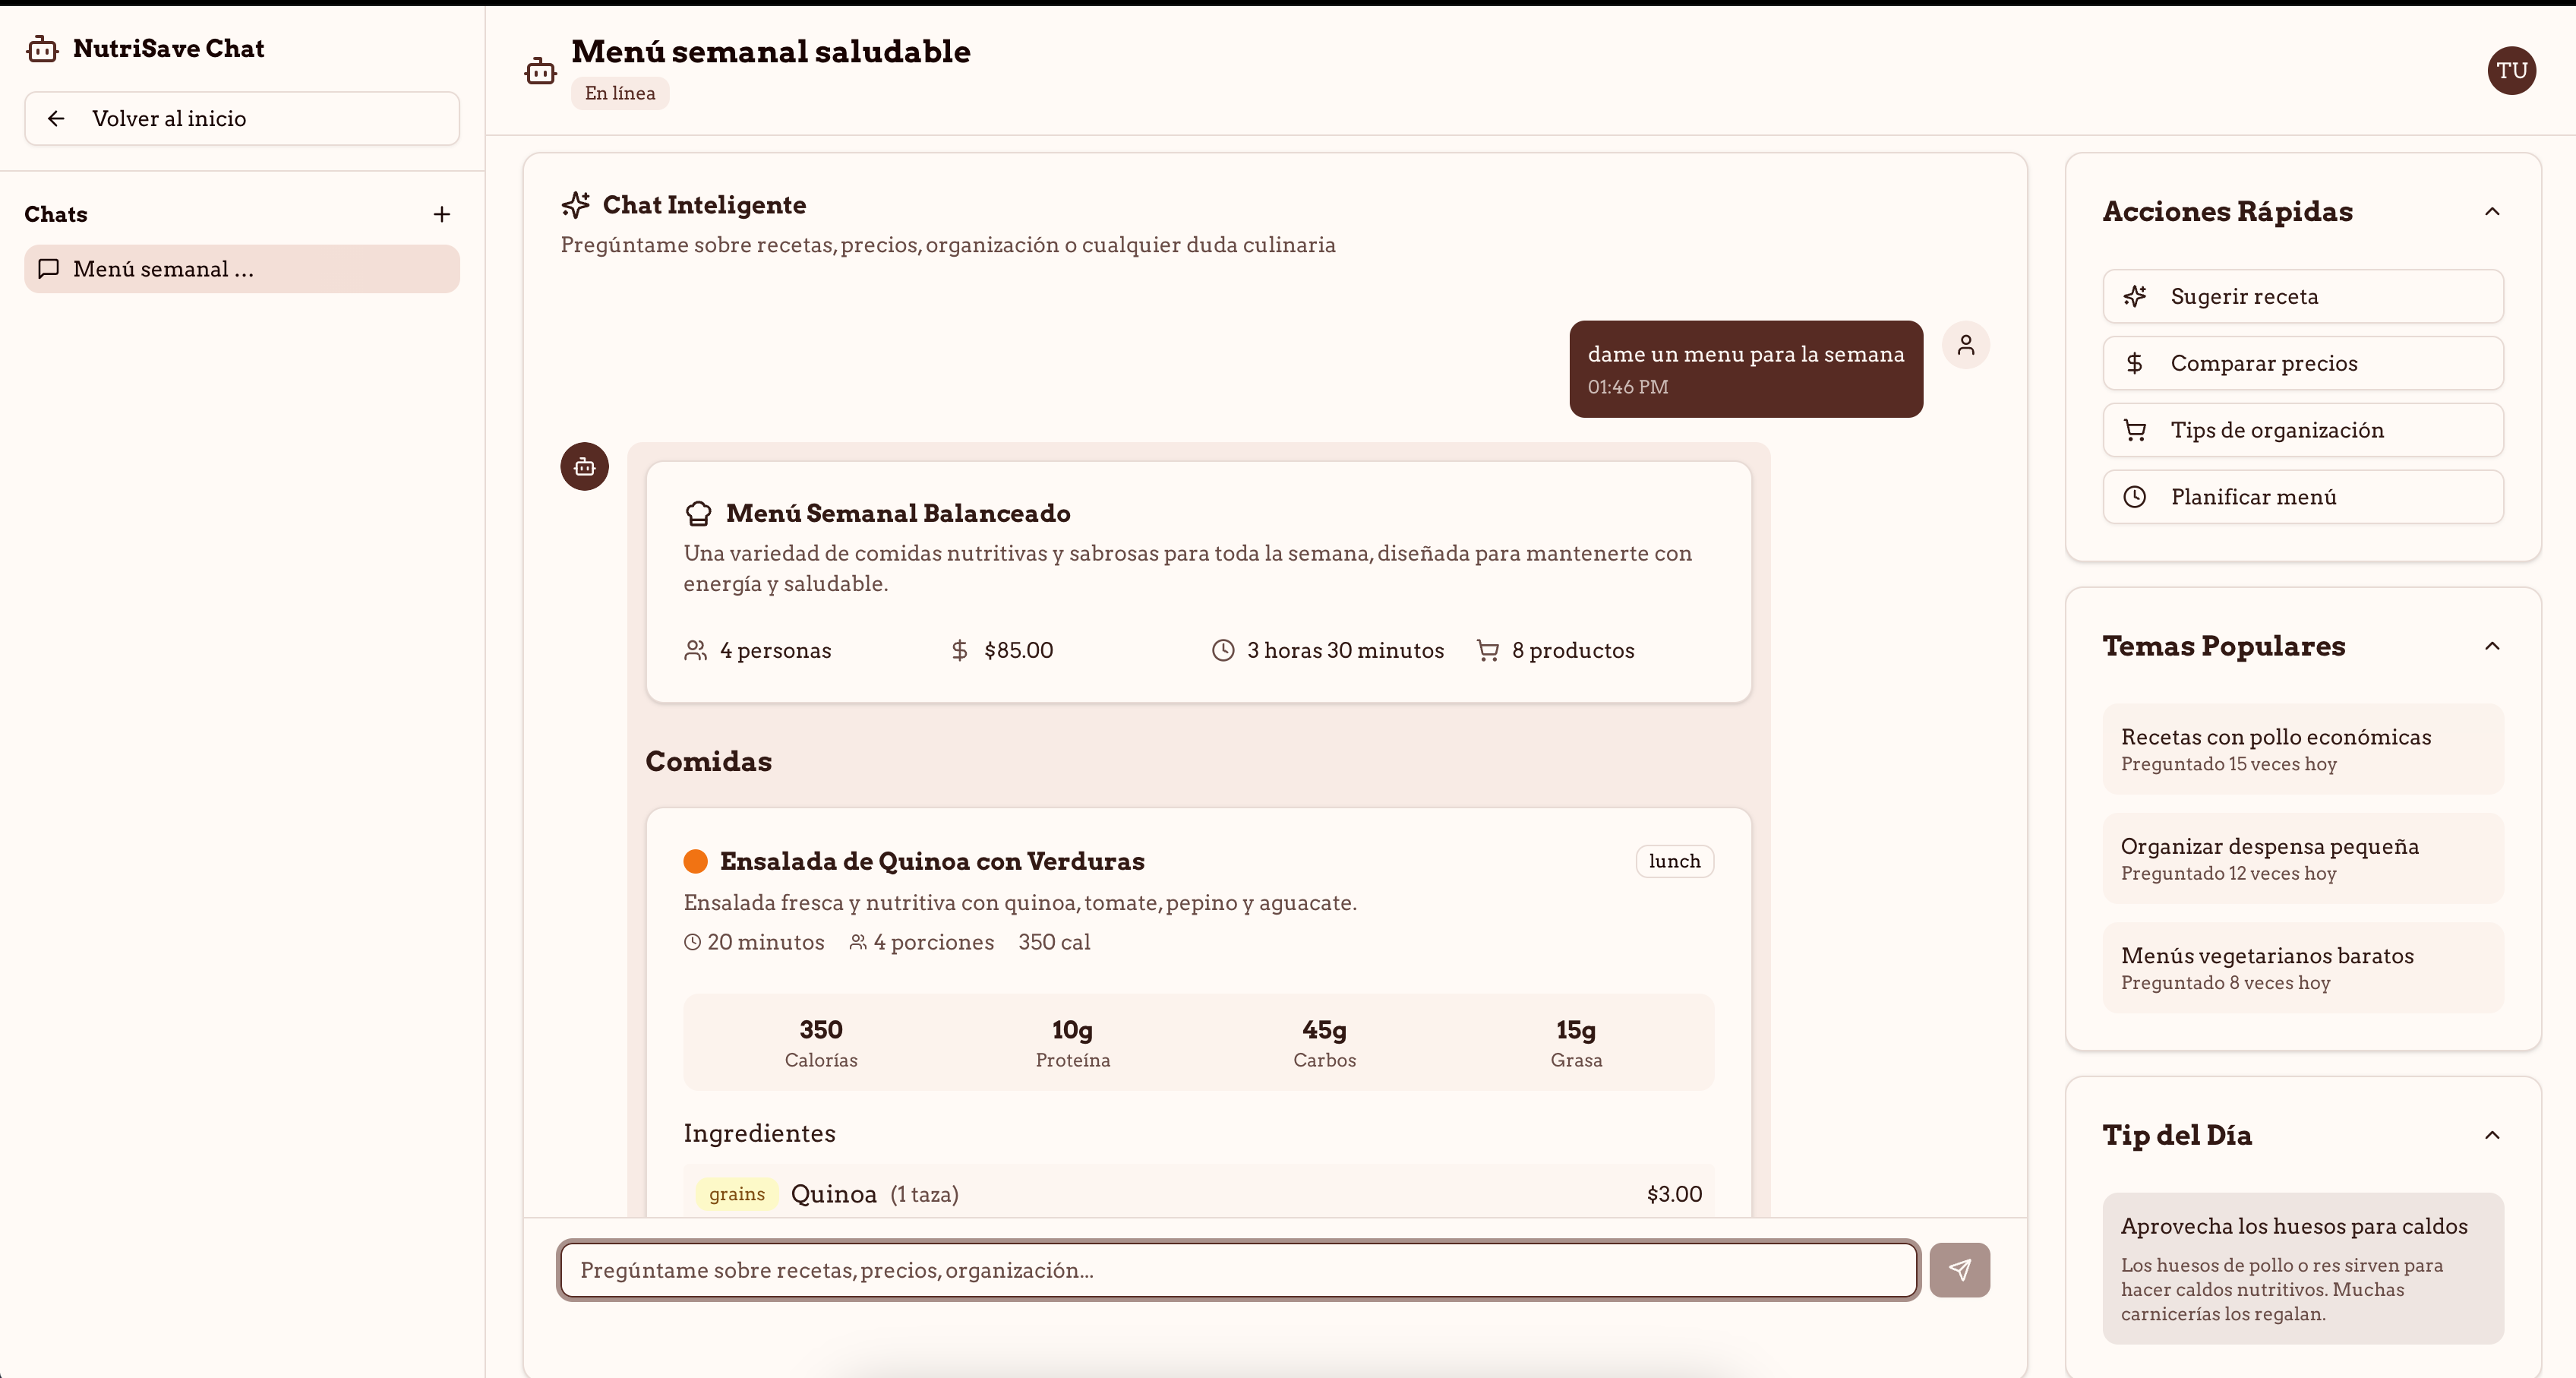 NutriSave Chat
Volver al inicio
Chats
Menú semanal ...
Menú semanal saludable
En línea
TU
Chat Inteligente
Pregúntame sobre recetas, precios, organización o cualquier duda culinaria
dame un menu para la semana
01:46 PM
Menú Semanal Balanceado
Una variedad de comidas nutritivas y sabrosas para toda la semana, diseñada para mantenerte con
energía y saludable.
4 personas
$85.00
3 horas 30 minutos
8 productos
Comidas
Ensalada de Quinoa con Verduras
lunch
Ensalada fresca y nutritiva con quinoa, tomate, pepino y aguacate.
20 minutos
4 porciones
350 cal
350
Calorías
10g
Proteína
45g
Carbos
15g
Grasa
Ingredientes
grains
Quinoa (1 taza)
$3.00
Pregúntame sobre recetas, precios, organización...
Acciones Rápidas
Sugerir receta
Comparar precios
Tips de organización
Planificar menú
Temas Populares
Recetas con pollo económicas
Preguntado 15 veces hoy
Organizar despensa pequeña
Preguntado 12 veces hoy
Menús vegetarianos baratos
Preguntado 8 veces hoy
Tip del Día
Aprovecha los huesos para caldos
Los huesos de pollo o res sirven para
hacer caldos nutritivos. Muchas
carnicerías los regalan.